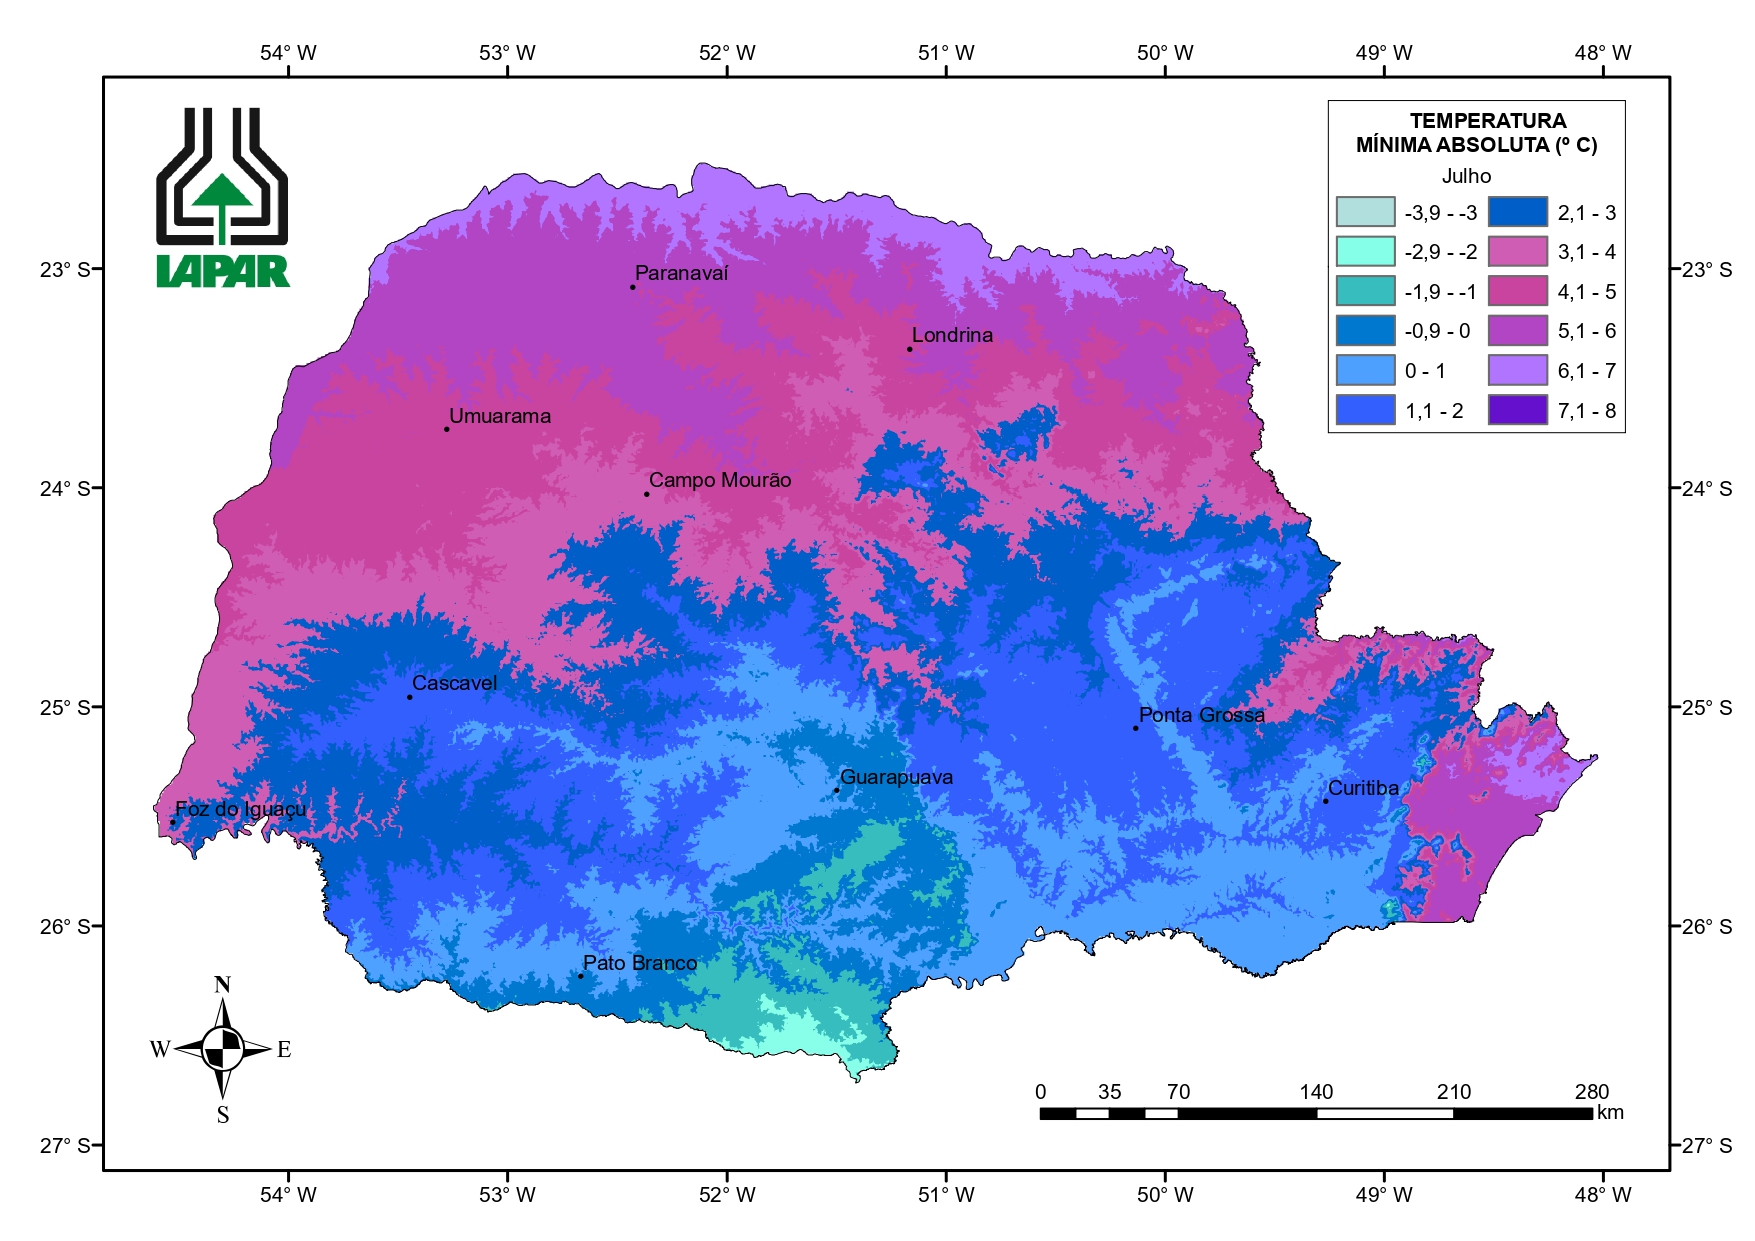 54° W 53° W 52° W 51° W 50° W 49° W 48° W
TEMPERATURA
MÍNIMA ABSOLUTA (º C)
Julho
-3,9 - -3
-2,9 - -2
-1,9 - -1
-0,9 - 0
0 - 1
1,1 - 2
2,1 - 3
3,1 - 4
4,1 - 5
5,1 - 6
6,1 - 7
7,1 - 8
IAPAR
23° S 23° S
Paranavaí
Londrina
Umuarama
Campo Mourão
24° S 24° S
Cascavel
25° S 25° S
Ponta Grossa
Guarapuava
Curitiba
Foz do Iguaçu
26° S 26° S
Pato Branco
N
W E
S
0 35 70 140 210 280
km
27° S 27° S
54° W 53° W 52° W 51° W 50° W 49° W 48° W